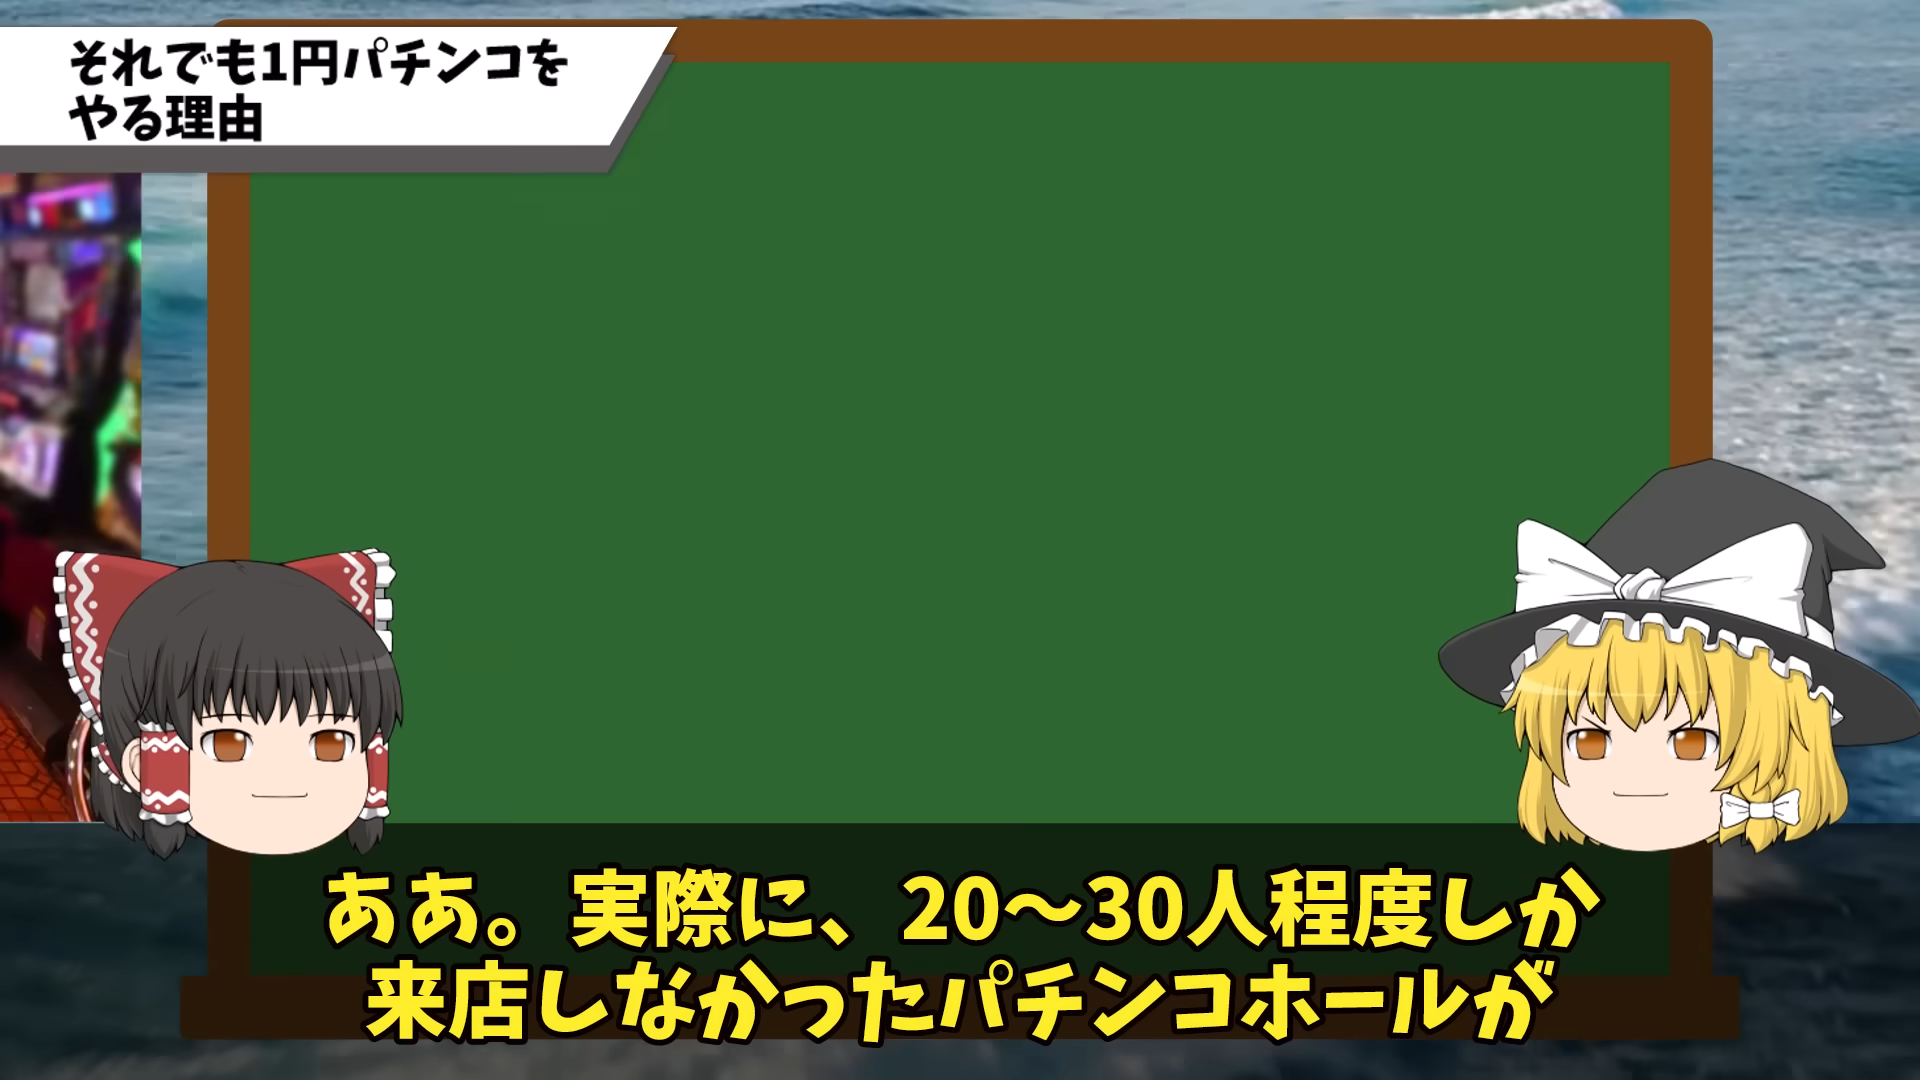 それでも1円パチンコを
やる理由
ああ。実際に、20～30人程度しか
来店しなかったパチンコホールが